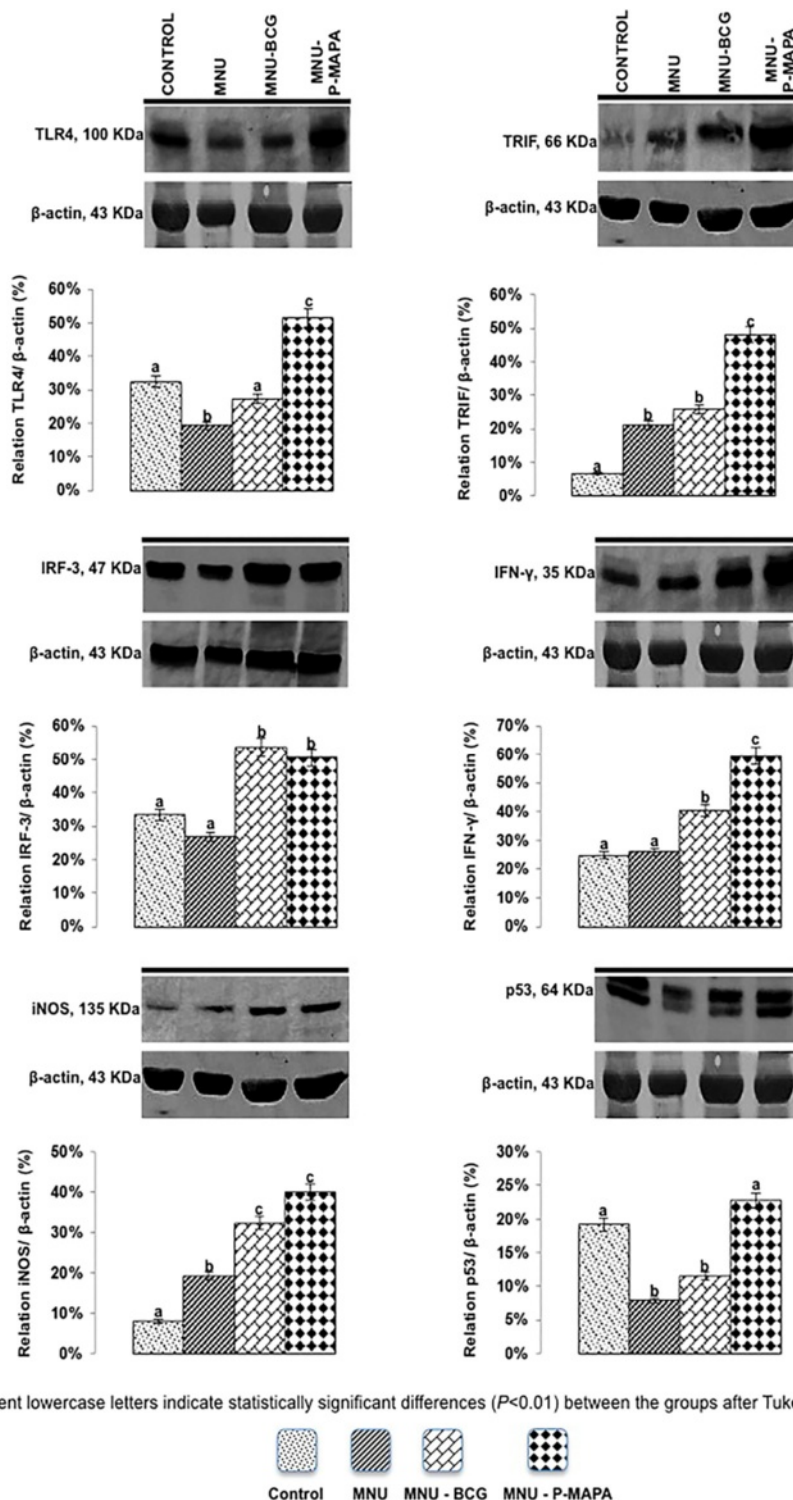 CONTROL
MNU
MNU-BCG
MNU-
P-MAPA
TLR4, 100 KDa
β-actin, 43 KDa
Relation TLR4/ β-actin (%)
60%
50%
40%
30%
20%
10%
0%
a
b
a
c
CONTROL
MNU
MNU-BCG
MNU-
P-MAPA
TRIF, 66 KDa
β-actin, 43 KDa
Relation TRIF/ β-actin (%)
60%
50%
40%
30%
20%
10%
0%
a
b
b
c
IRF-3, 47 KDa
β-actin, 43 KDa
Relation IRF-3/ β-actin (%)
60%
50%
40%
30%
20%
10%
0%
a
a
b
b
IFN-γ, 35 KDa
β-actin, 43 KDa
Relation IFN-γ/ β-actin (%)
70%
60%
50%
40%
30%
20%
10%
0%
a
a
b
c
iNOS, 135 KDa
β-actin, 43 KDa
Relation iNOS/ β-actin (%)
50%
40%
30%
20%
10%
0%
a
b
c
c
p53, 64 KDa
β-actin, 43 KDa
Relation p53/ β-actin (%)
30%
25%
20%
15%
10%
5%
0%
a
b
b
a
ent lowercase letters indicate statistically significant differences (P<0.01) between the groups after Tuke
Control MNU MNU - BCG MNU - P-MAPA